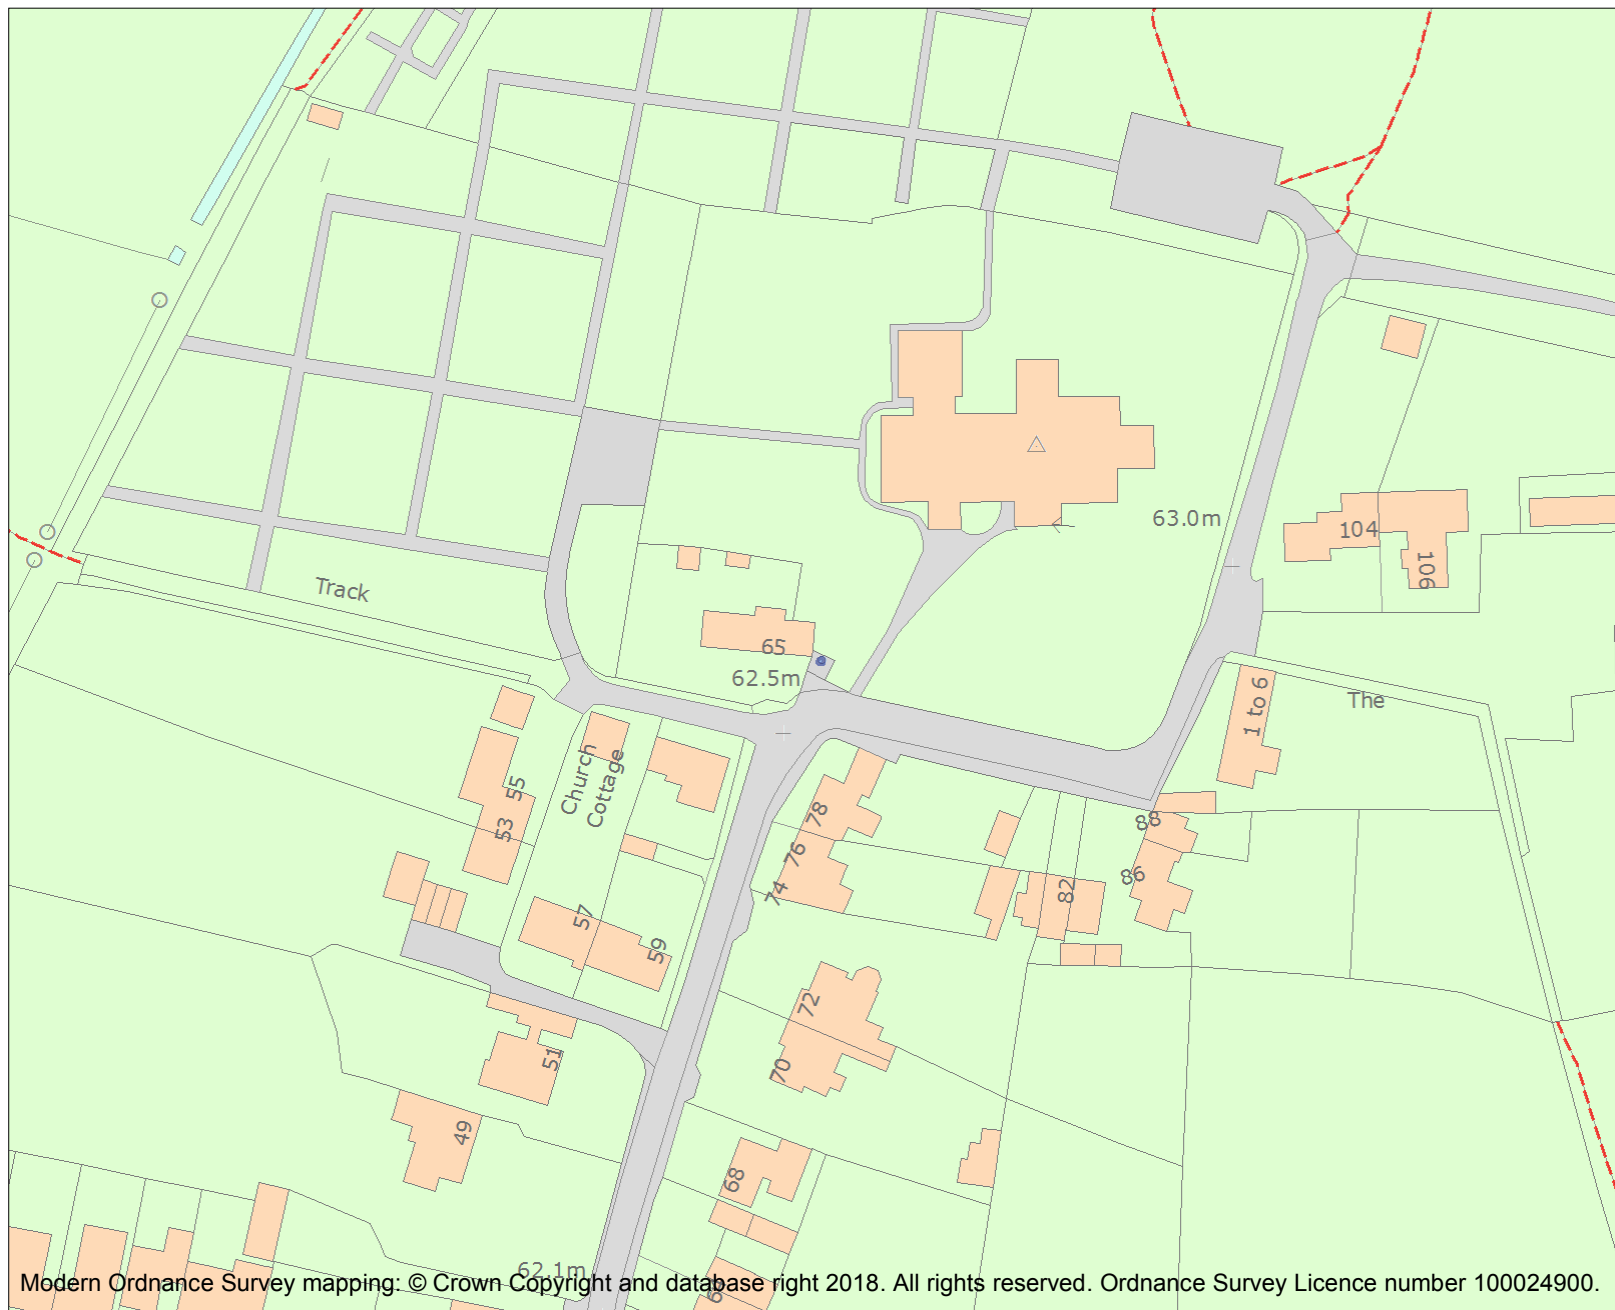 63.0m
104
106
Track
65
62.5m
1 to 6
The
55
53
Church
Cottage
78
76
74
88
86
82
57
59
72
70
51
49
68
62.1m
Modern Ordnance Survey mapping: © Crown Copyright and database right 2018. All rights reserved. Ordnance Survey Licence number 100024900.